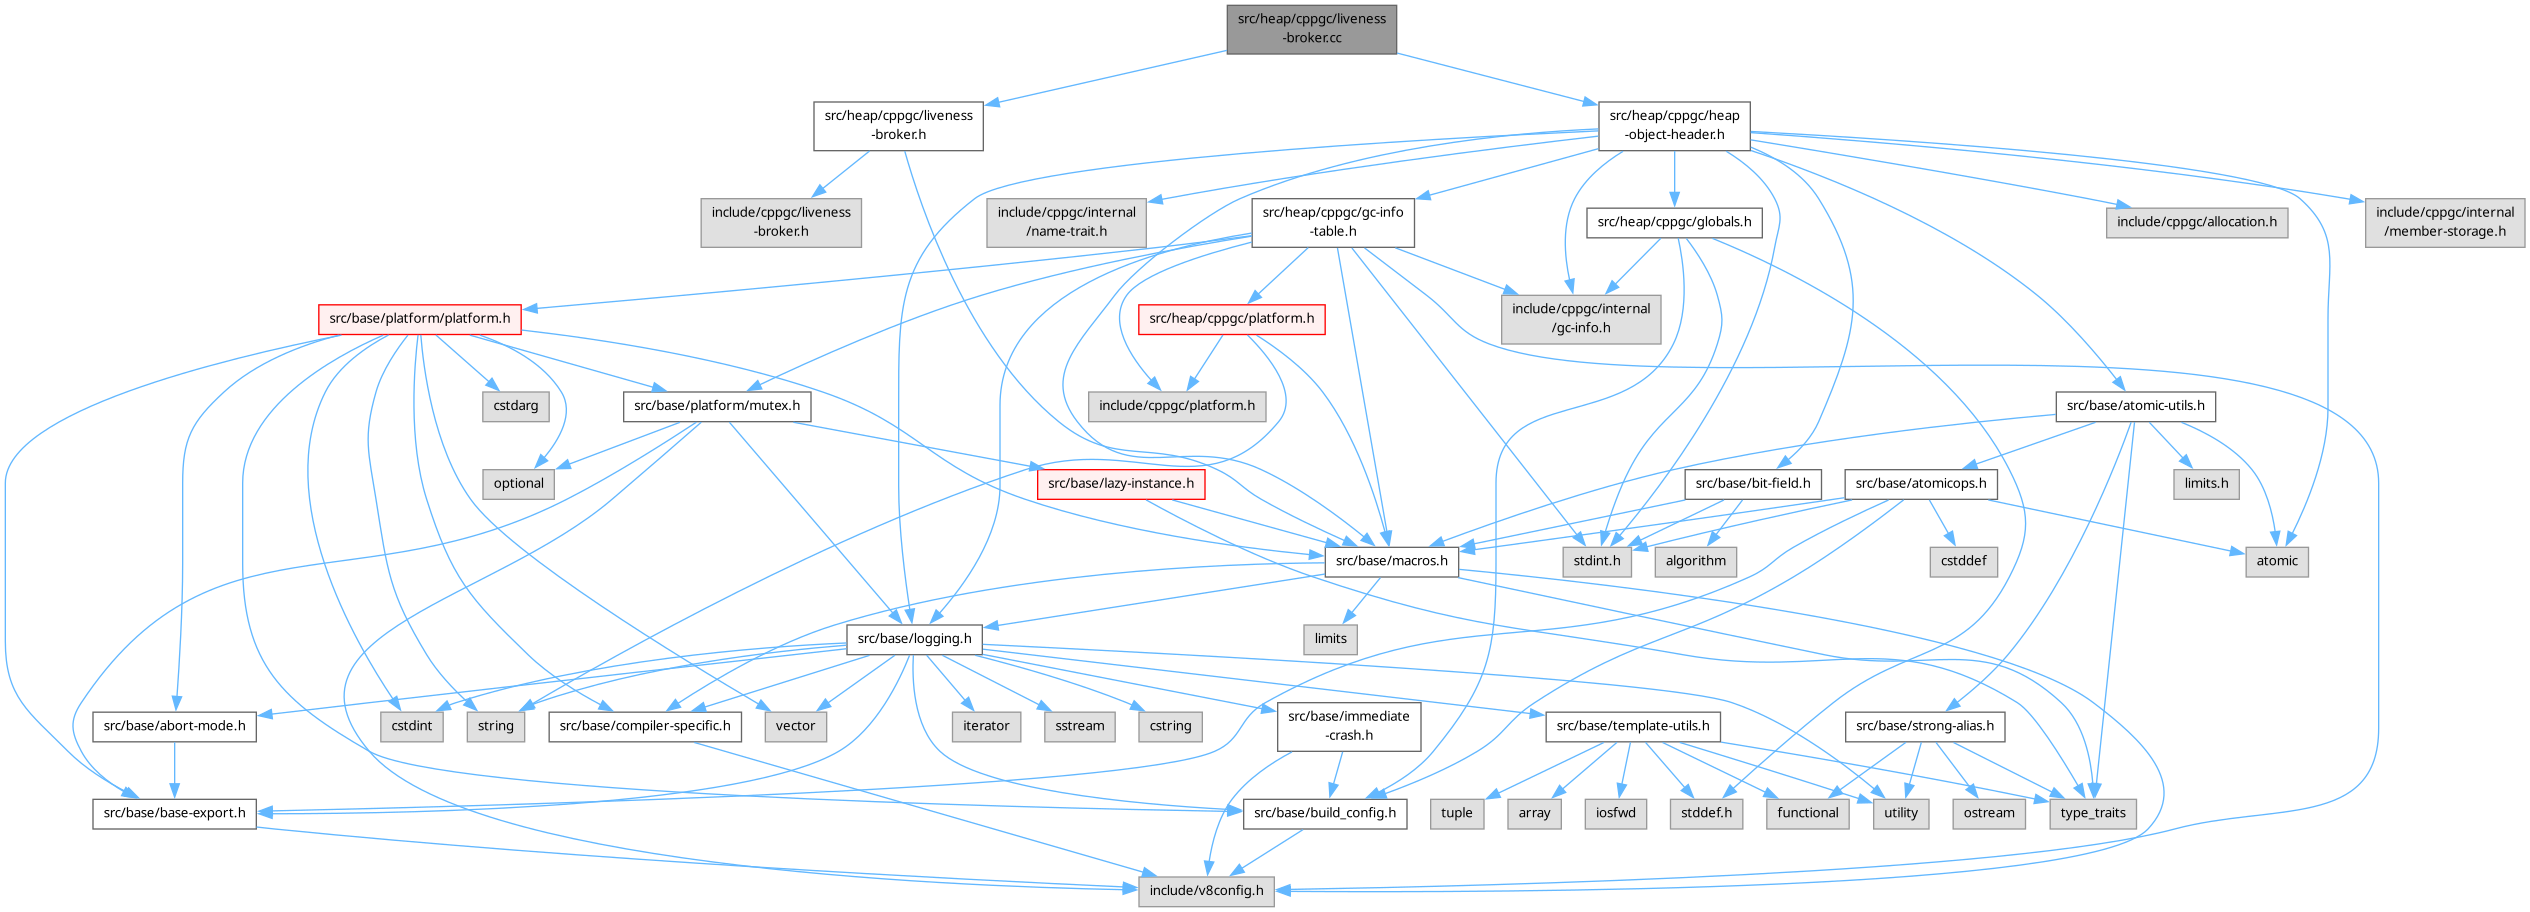 src/heap/cppgc/liveness
-broker.cc
src/heap/cppgc/liveness
-broker.h
src/heap/cppgc/heap
-object-header.h
include/cppgc/liveness
-broker.h
include/cppgc/internal
/name-trait.h
src/heap/cppgc/gc-info
-table.h
src/heap/cppgc/globals.h
include/cppgc/allocation.h
include/cppgc/internal
/member-storage.h
src/base/platform/platform.h
src/heap/cppgc/platform.h
include/cppgc/internal
/gc-info.h
cstdarg
src/base/platform/mutex.h
include/cppgc/platform.h
src/base/atomic-utils.h
optional
src/base/lazy-instance.h
src/base/bit-field.h
src/base/atomicops.h
limits.h
src/base/macros.h
stdint.h
algorithm
cstddef
atomic
src/base/logging.h
limits
src/base/abort-mode.h
cstdint
string
src/base/compiler-specific.h
vector
iterator
sstream
cstring
src/base/immediate
-crash.h
src/base/template-utils.h
src/base/strong-alias.h
src/base/base-export.h
src/base/build_config.h
tuple
array
iosfwd
stddef.h
functional
utility
ostream
type_traits
include/v8config.h